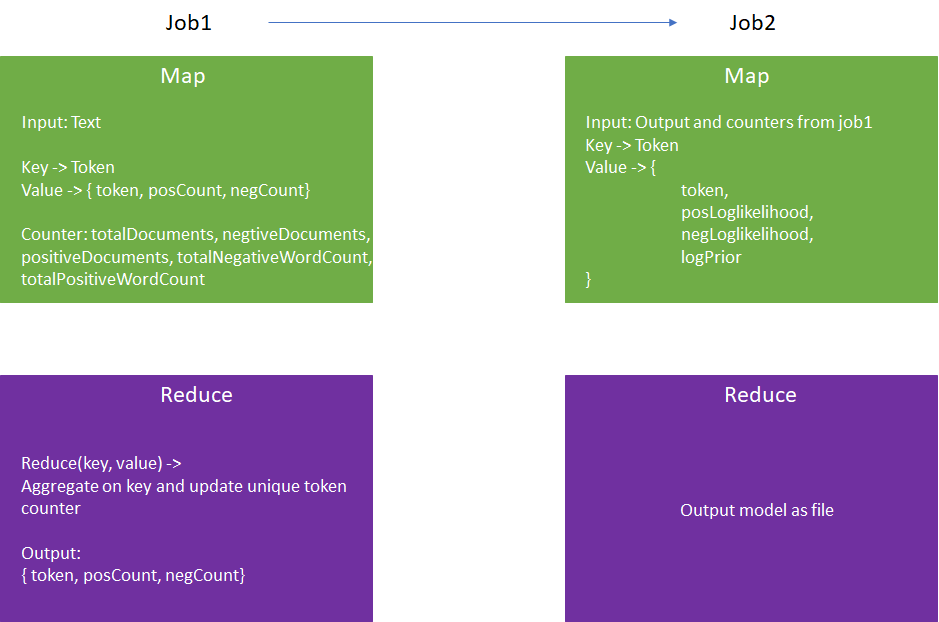 Job1
Job2
Map
Input: Text
Key -> Token
Value -> { token, posCount, negCount}
Counter: totalDocuments, negtiveDocuments,
positiveDocuments, totalNegativeWordCount,
totalPositiveWordCount
Map
Input: Output and counters from job1
Key -> Token
Value -> {
token,
posLoglikelihood,
negLoglikelihood,
logPrior
}
Reduce
Reduce(key, value) ->
Aggregate on key and update unique token
counter
Output:
{ token, posCount, negCount}
Reduce
Output model as file